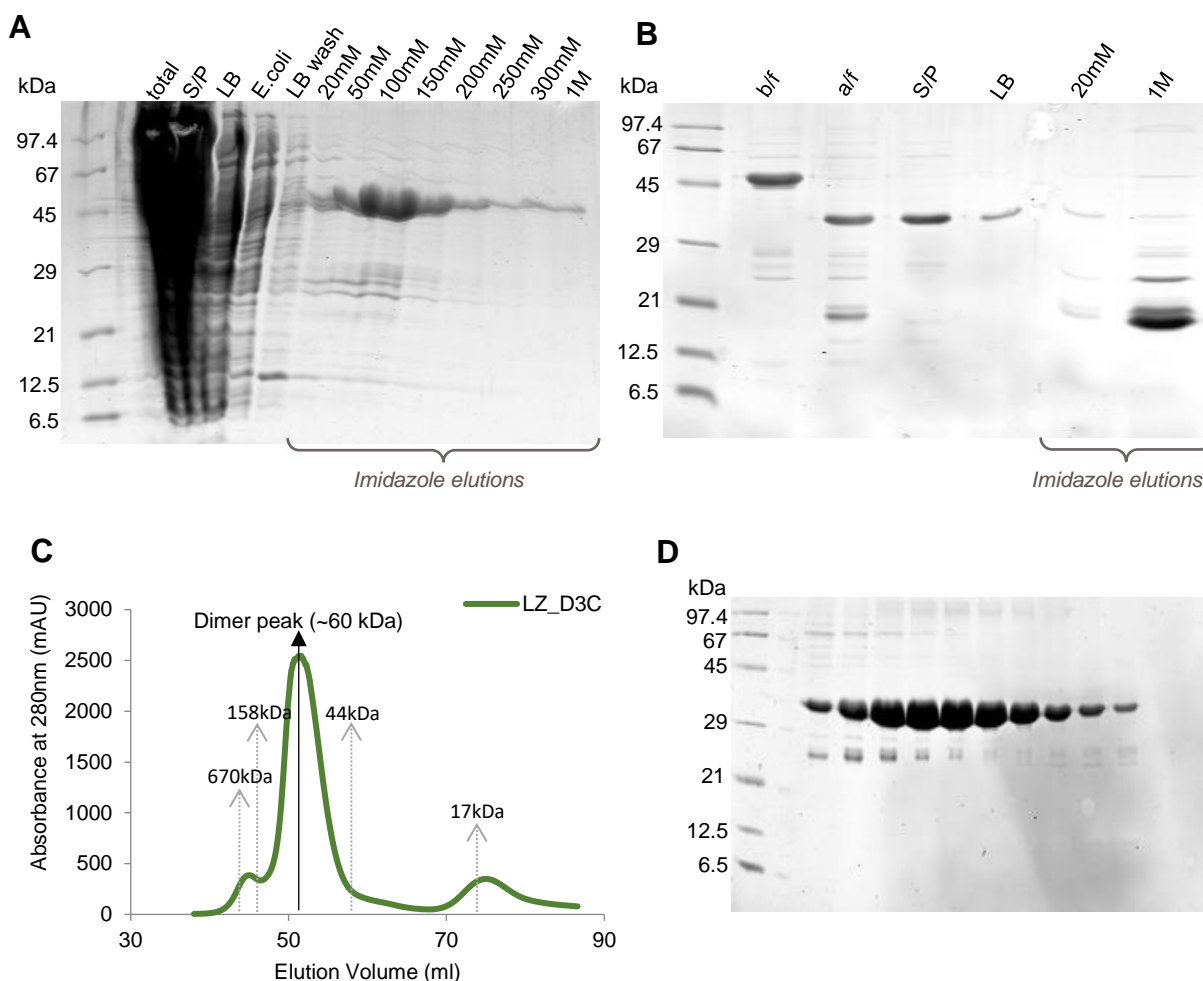 A
kDa
total
S/P
LB
E.coli
LB wash
20mM
50mM
100mM
150mM
200mM
250mM
300mM
1M
97.4
67
45
29
21
12.5
6.5
Imidazole elutions
B
kDa
b/f
a/f
S/P
LB
20mM
1M
97.4
67
45
29
21
12.5
6.5
Imidazole elutions
C
LZ_D3C
Dimer peak (~60 kDa)
158kDa
44kDa
670kDa
17kDa
Absorbance at 280nm (mAU)
3000
2500
2000
1500
1000
500
0
30
50
70
90
Elution Volume (ml)
D
kDa
97.4
67
45
29
21
12.5
6.5